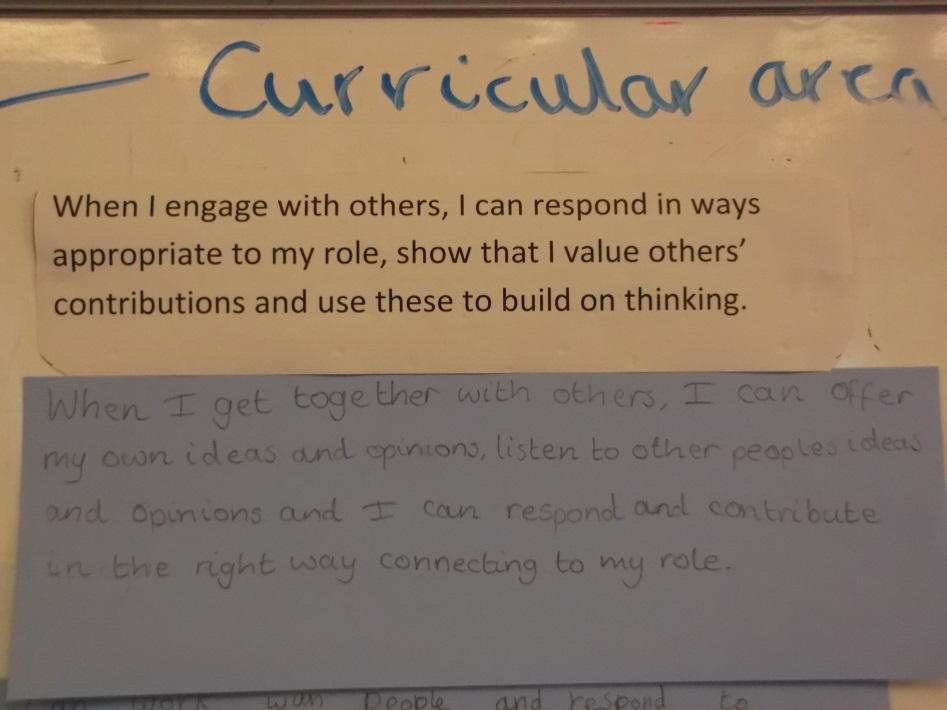 — Curricular area
When I engage with others, I can respond in ways
appropriate to my role, show that I value others’
contributions and use these to build on thinking.
When I get together with others, I can offer
my own ideas and opinions, listen to other peoples ideas
and opinions and I can respond and contribute
in the right way connecting to my role.
work with people and respond to